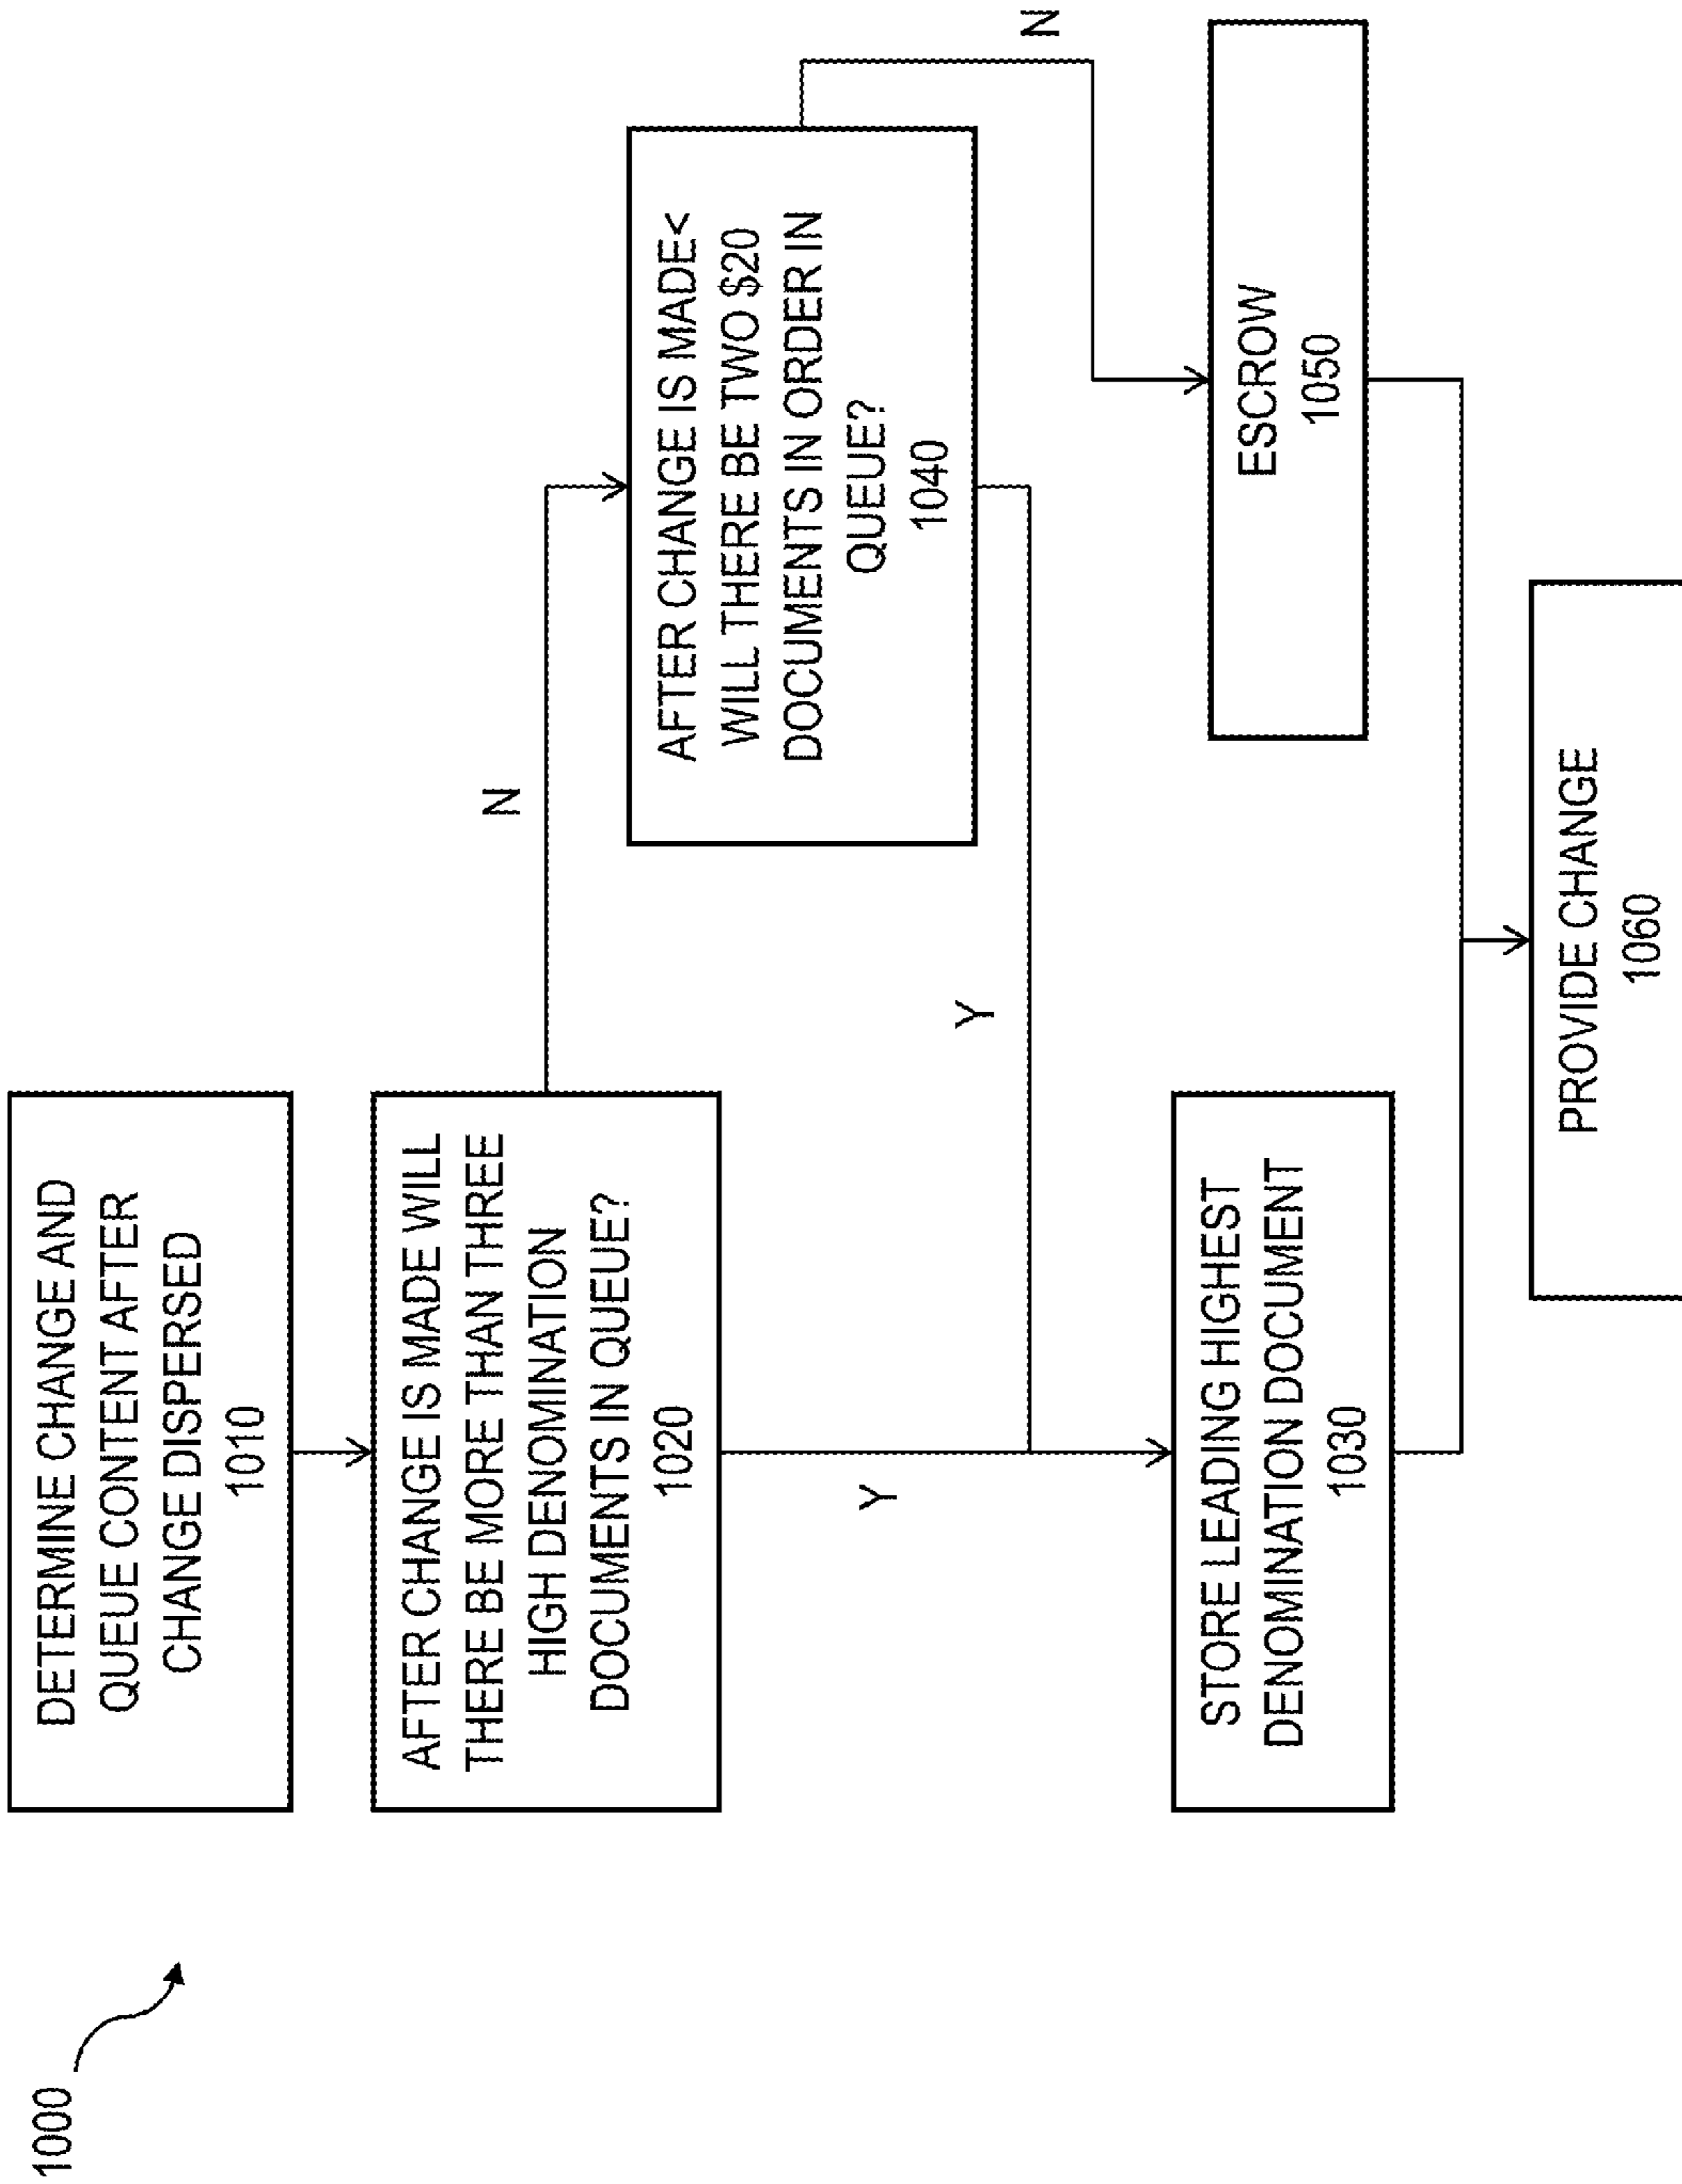 1000
DETERMINE CHANGE AND
QUEUE CONTENT AFTER
CHANGE DISPERSED
1010
AFTER CHANGE IS MADE WILL
THERE BE MORE THAN THREE
HIGH DENOMINATION
DOCUMENTS IN QUEUE?
1020
N
AFTER CHANGE IS MADE<
WILL THERE BE TWO $20
DOCUMENTS IN ORDER IN
QUEUE?
1040
Y
Y
N
STORE LEADING HIGHEST
DENOMINATION DOCUMENT
1030
ESCROW
1050
PROVIDE CHANGE
1060